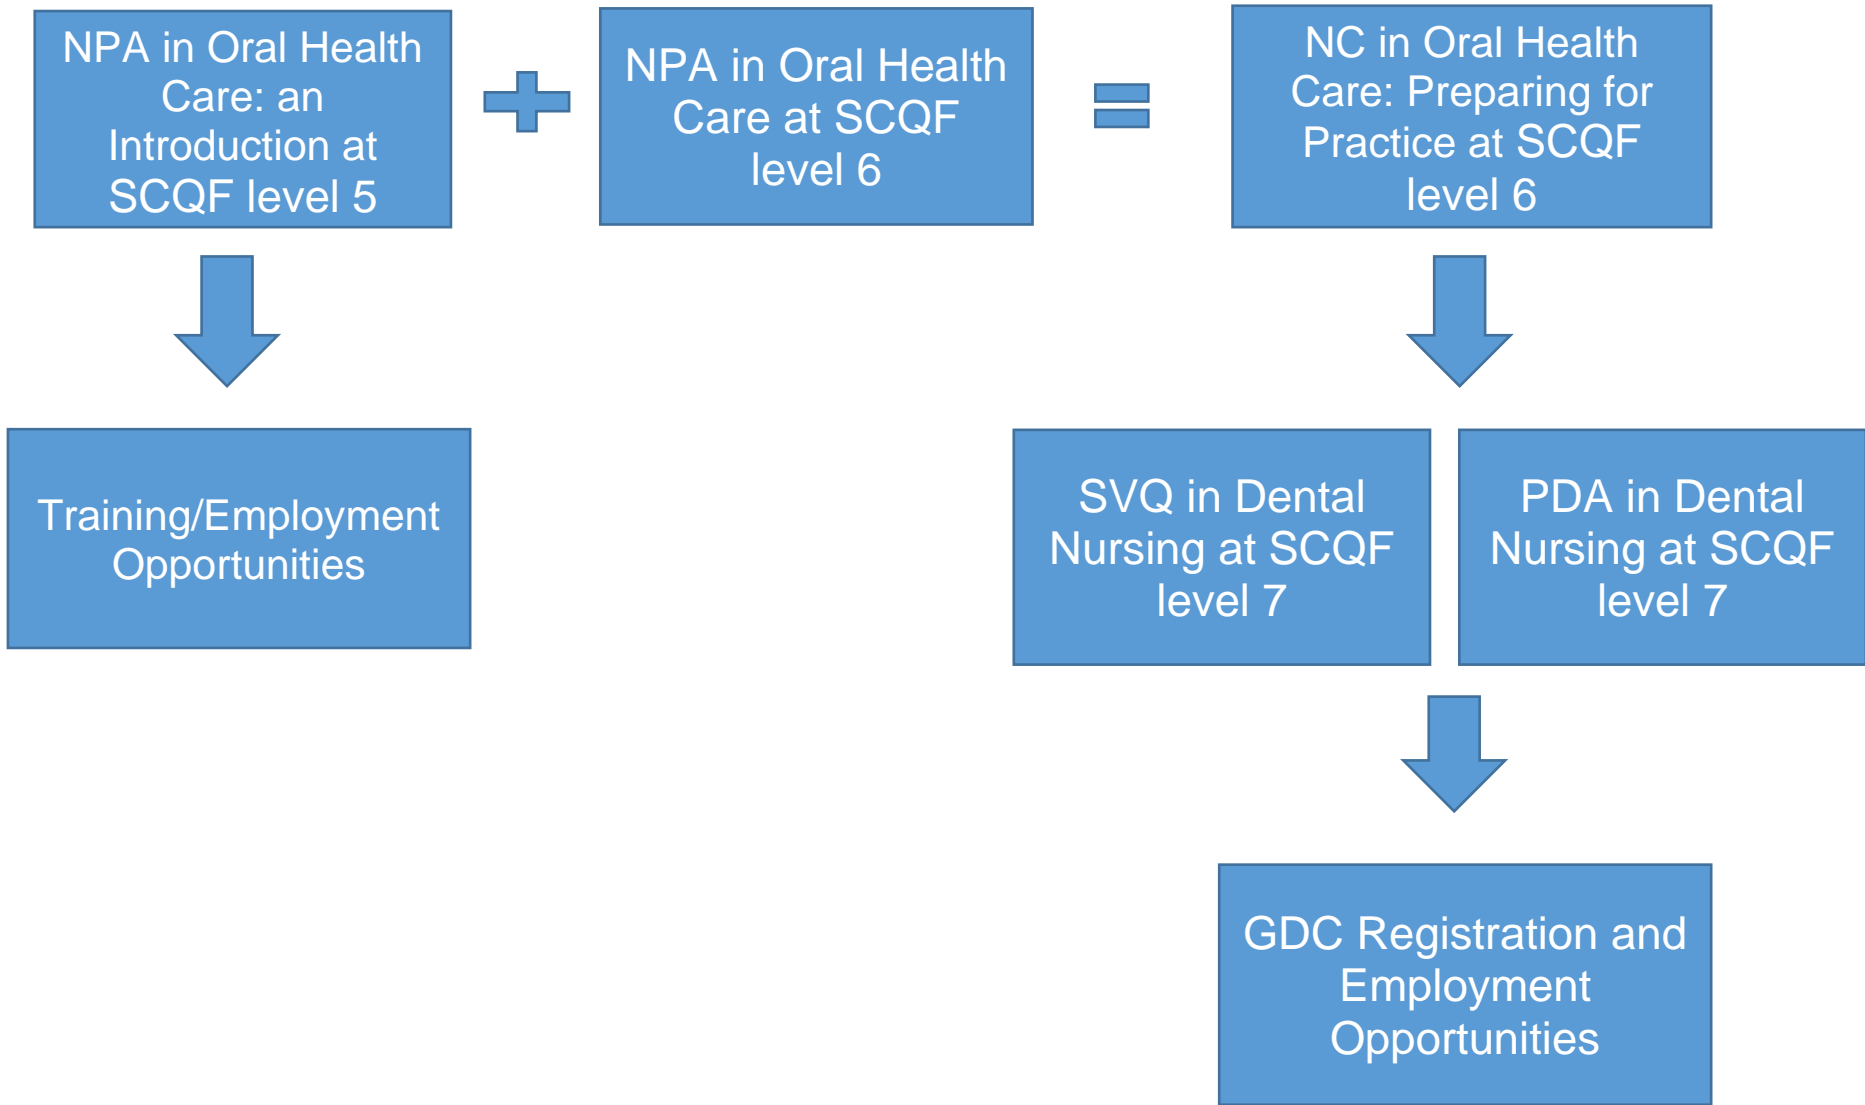 NPA in Oral Health
Care: an
Introduction at
SCQF level 5
NPA in Oral Health
Care at SCQF
level 6
NC in Oral Health
Care: Preparing for
Practice at SCQF
level 6
Training/Employment
Opportunities
SVQ in Dental
Nursing at SCQF
level 7
PDA in Dental
Nursing at SCQF
level 7
GDC Registration and
Employment
Opportunities